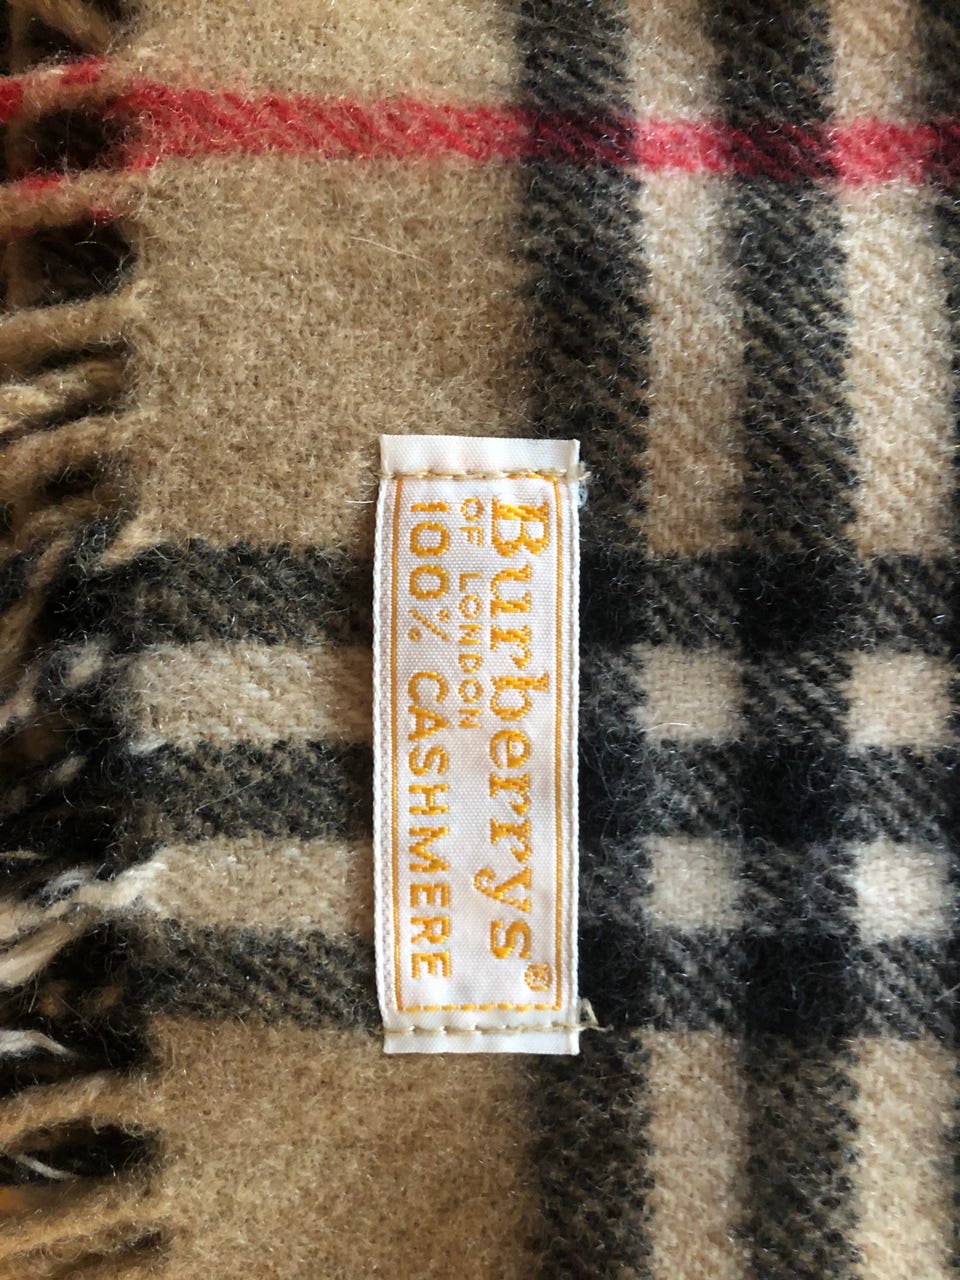 Burberrys®
OF LONDON
100% CASHMERE